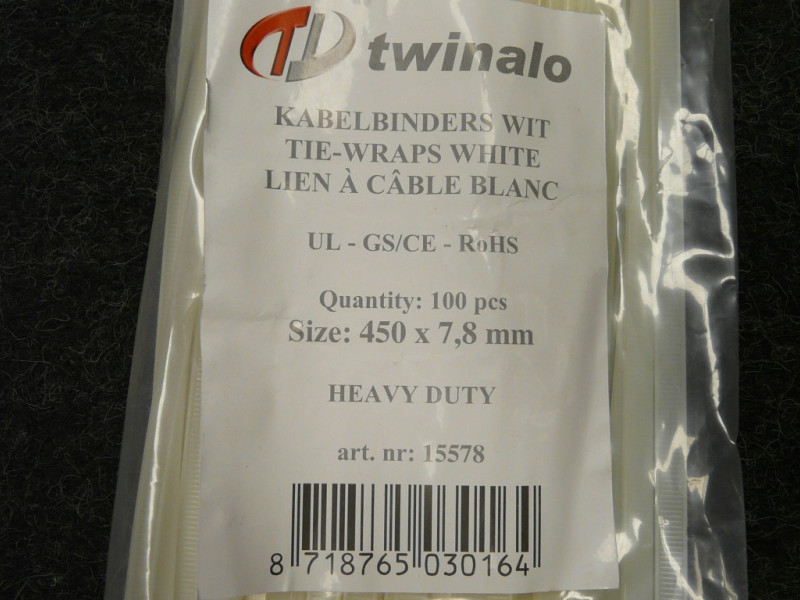 twinalo
KABELBINDERS WIT
TIE-WRAPS WHITE
LIEN À CÂBLE BLANC
UL - GS/CE - RoHS
Quantity: 100 pcs
Size: 450 x 7,8 mm
HEAVY DUTY
art. nr: 15578
8 718765 030164